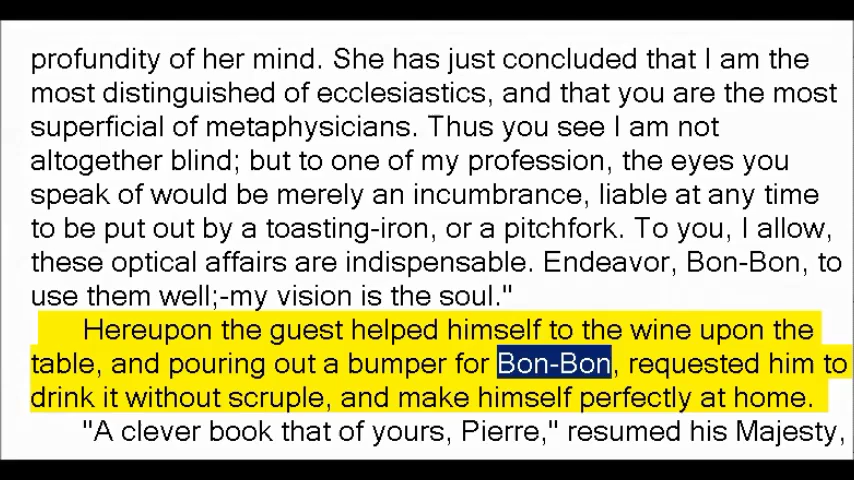 profundity of her mind. She has just concluded that I am the
most distinguished of ecclesiastics, and that you are the most
superficial of metaphysicians. Thus you see I am not
altogether blind; but to one of my profession, the eyes you
speak of would be merely an incumbrance, liable at any time
to be put out by a toasting-iron, or a pitchfork. To you, I allow,
these optical affairs are indispensable. Endeavor, Bon-Bon, to
use them well;-my vision is the soul."
Hereupon the guest helped himself to the wine upon the
table, and pouring out a bumper for Bon-Bon, requested him to
drink it without scruple, and make himself perfectly at home.
"A clever book that of yours, Pierre," resumed his Majesty,